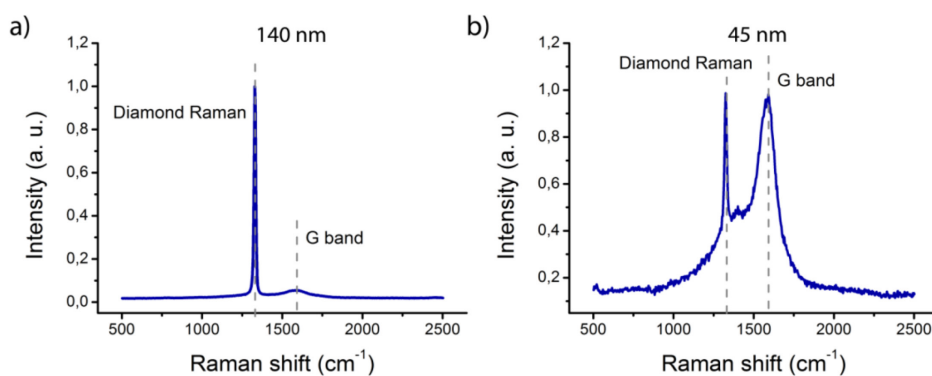 a)
140 nm
1,2
1,0
0,8
0,6
0,4
0,2
0,0
Diamond Raman
G band
Intensity (a. u.)
500 1000 1500 2000 2500
Raman shift (cm⁻¹)
b)
45 nm
1,2
1,0
0,8
0,6
0,4
0,2
Diamond Raman
G band
Intensity (a. u.)
500 1000 1500 2000 2500
Raman shift (cm⁻¹)